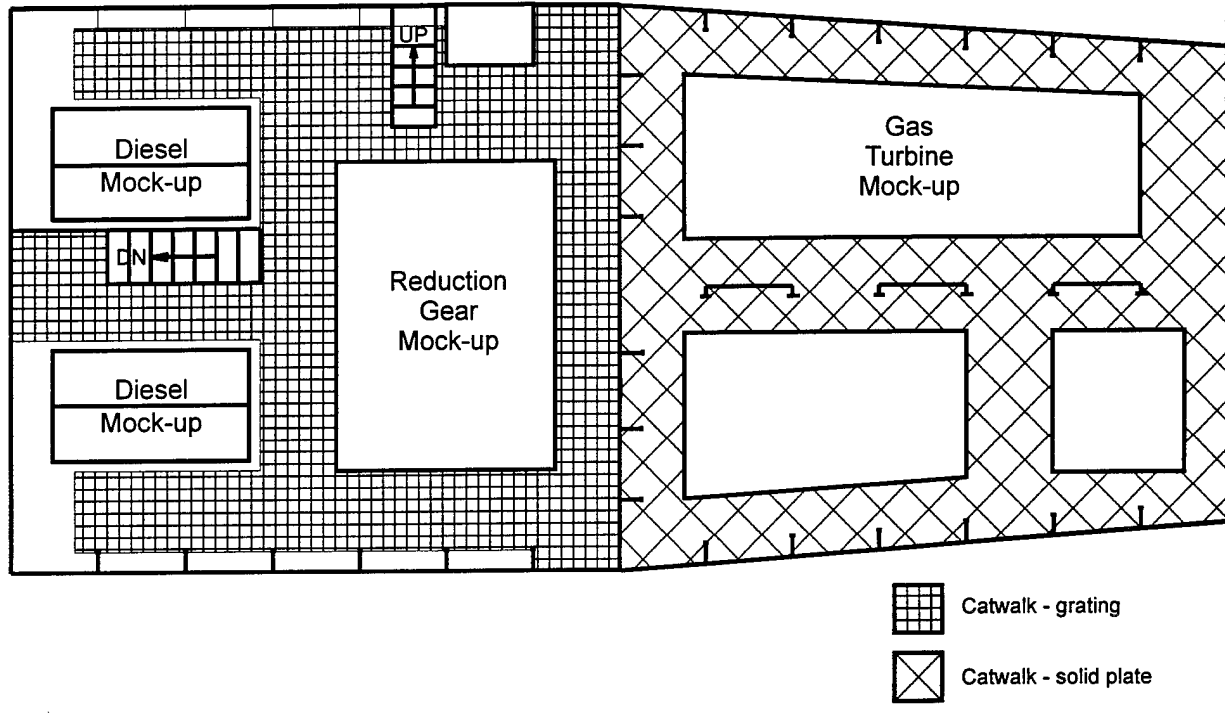 UP
Diesel
Mock-up
Gas
Turbine
Mock-up
DN
Reduction
Gear
Mock-up
Diesel
Mock-up
Catwalk - grating
Catwalk - solid plate